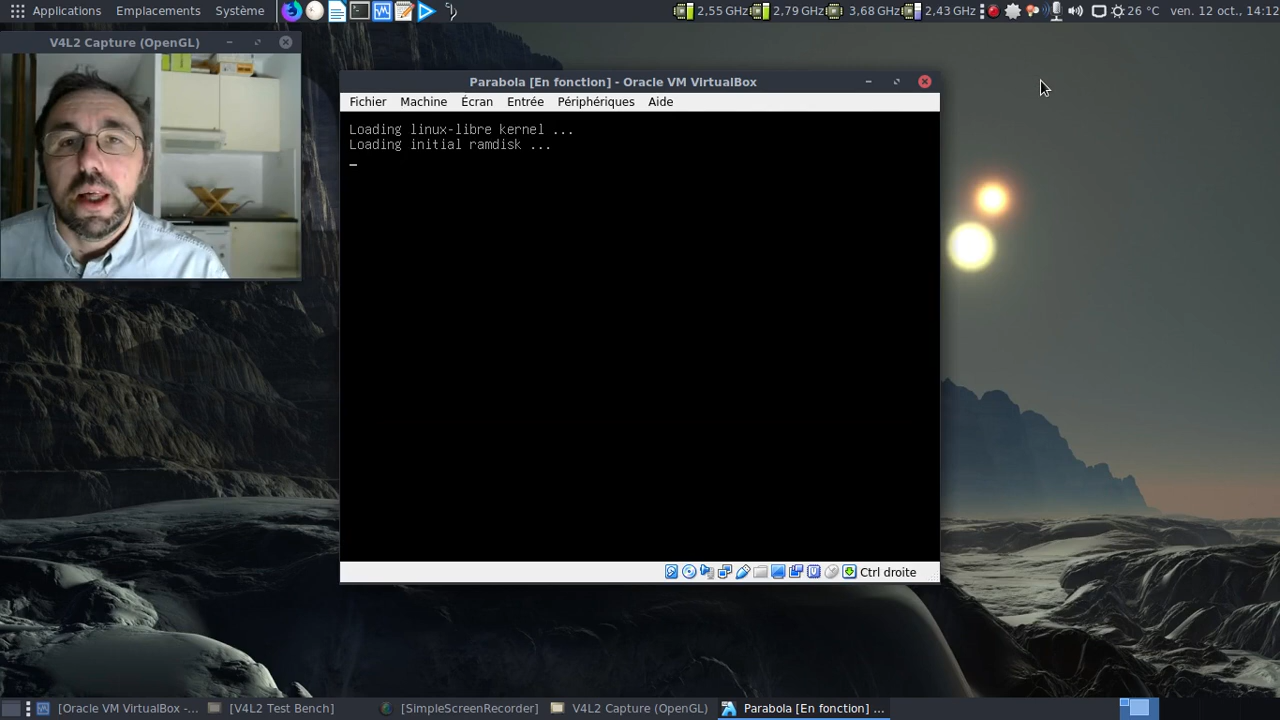 Applications Emplacements Système 2,55 GHz 2,79 GHz 3,68 GHz 2,43 GHz 26 °C ven. 12 oct., 14:12
V4L2 Capture (OpenGL)
Parabola [En fonction] - Oracle VM VirtualBox
Fichier Machine Écran Entrée Périphériques Aide
Loading linux-libre kernel ...
Loading initial ramdisk ...
Ctrl droite
[Oracle VM VirtualBox -... [V4L2 Test Bench] [SimpleScreenRecorder] V4L2 Capture (OpenGL) Parabola [En fonction] ...